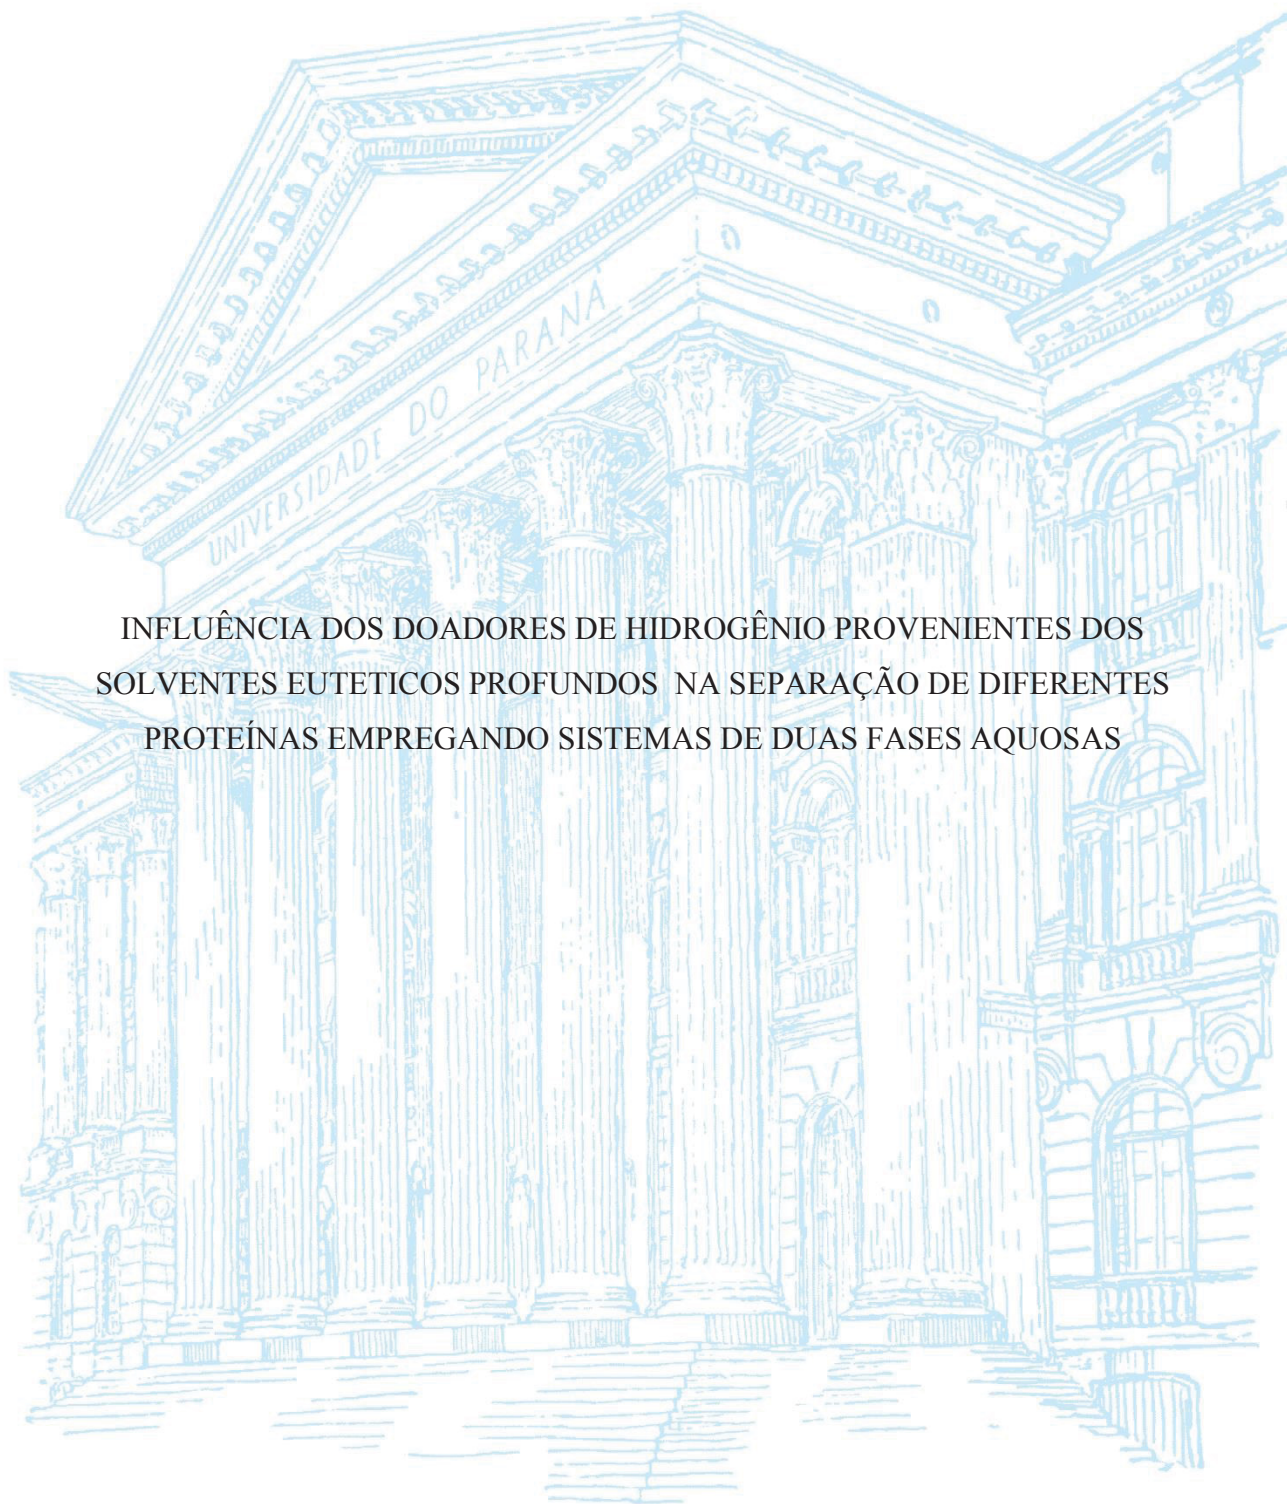 UNIVERSIDADE DO PARANÁ
INFLUÊNCIA DOS DOADORES DE HIDROGÊNIO PROVENIENTES DOS
SOLVENTES EUTETICOS PROFUNDOS NA SEPARAÇÃO DE DIFERENTES
PROTEÍNAS EMPREGANDO SISTEMAS DE DUAS FASES AQUOSAS